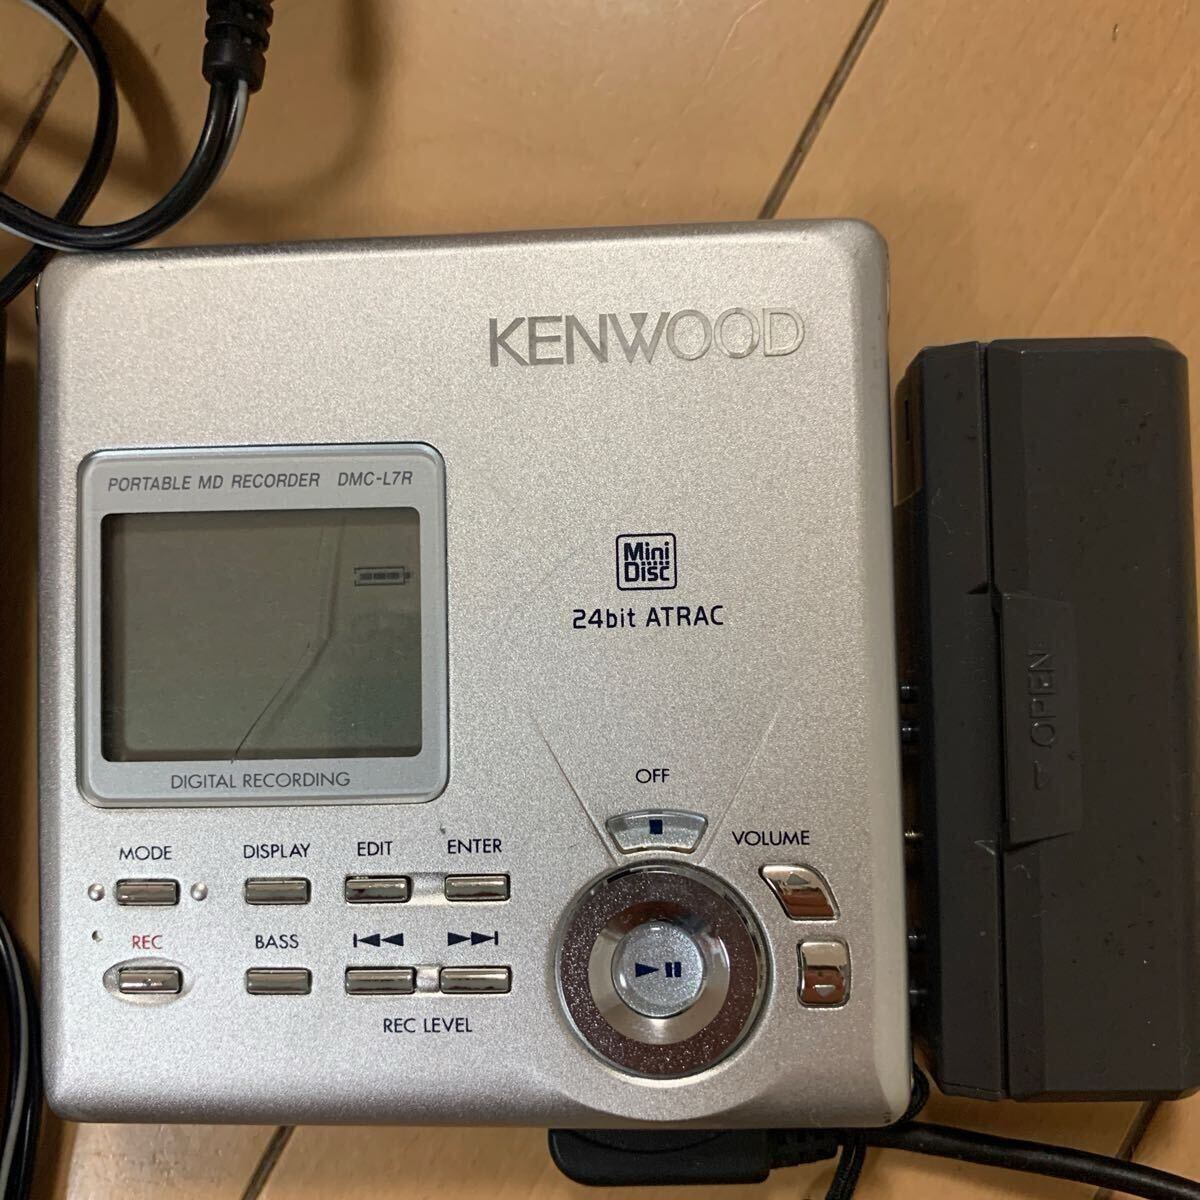 KENWOOD
PORTABLE MD RECORDER DMC-L7R
Mini
Disc
24bit ATRAC
OPEN
DIGITAL RECORDING
OFF
VOLUME
MODE DISPLAY EDIT ENTER
REC BASS
REC LEVEL